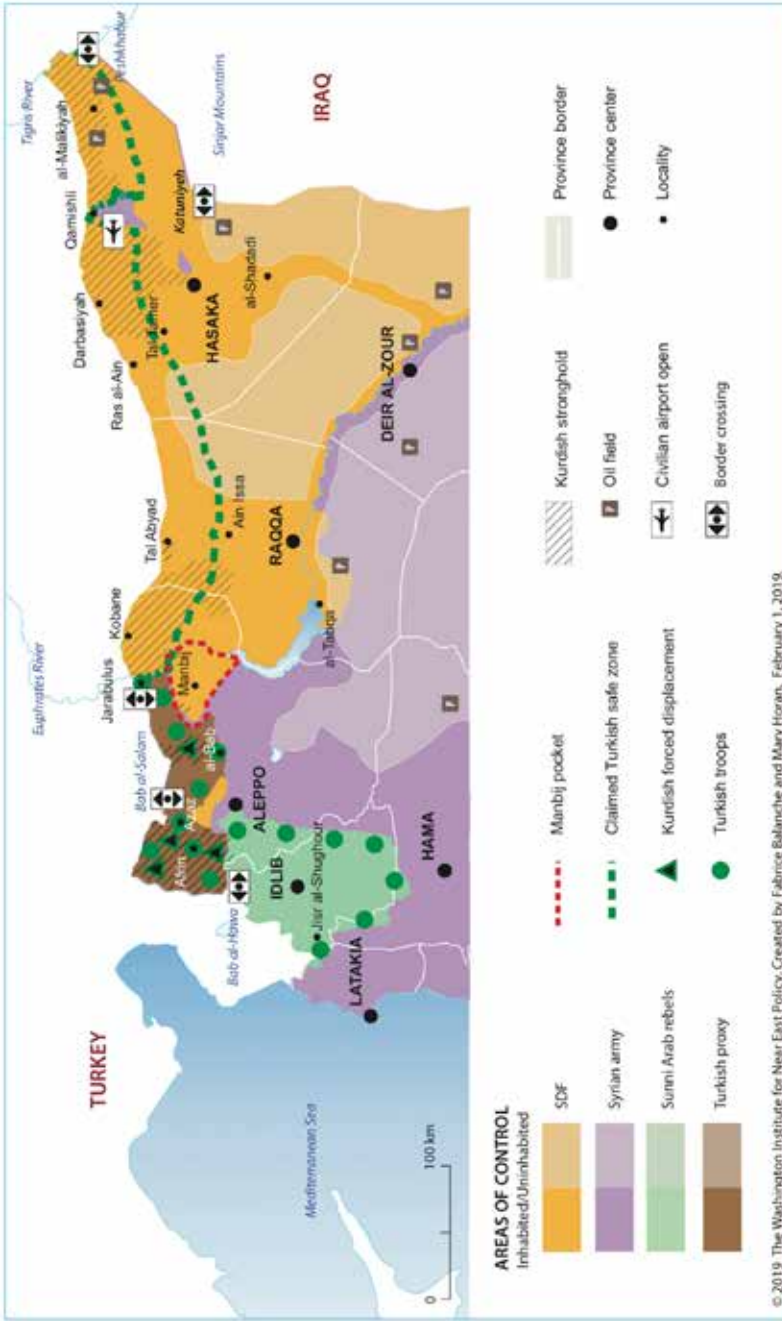 TURKEY
IRAQ
Mediterranean Sea
Euphrates River
Tigris River
Sinjar Mountains
Bab al-Hawa
Bab al-Salam
Jarabulus
Kobane
Tal Abyad
Ras al-Ain
Darbasiyah
Qamishli
al-Malikiyah
Afrin
Azaz
al-Bab
Manbij
Ain Issa
al-Shadadi
HASAKA
ALEPPO
IDLIB
Jisr al-Shughour
LATAKIA
HAMA
RAQQA
al-Tabqa
DEIR AL-ZOUR
0
100 km
AREAS OF CONTROL
Inhabited/Uninhabited
SDF
Syrian army
Sunni Arab rebels
Turkish proxy
Manbij pocket
Claimed Turkish safe zone
Kurdish forced displacement
Turkish troops
Kurdish stronghold
Oil field
Civilian airport open
Border crossing
Province border
Province center
Locality
© 2019 The Washington Institute for Near East Policy. Created by Fabrice Balanche and Mary Horan, February 1, 2019.